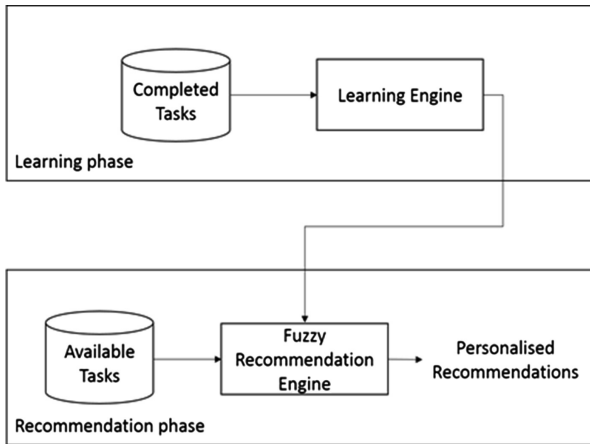 Completed
Tasks
Learning Engine
Learning phase
Available
Tasks
Fuzzy
Recommendation
Engine
Personalised
Recommendations
Recommendation phase